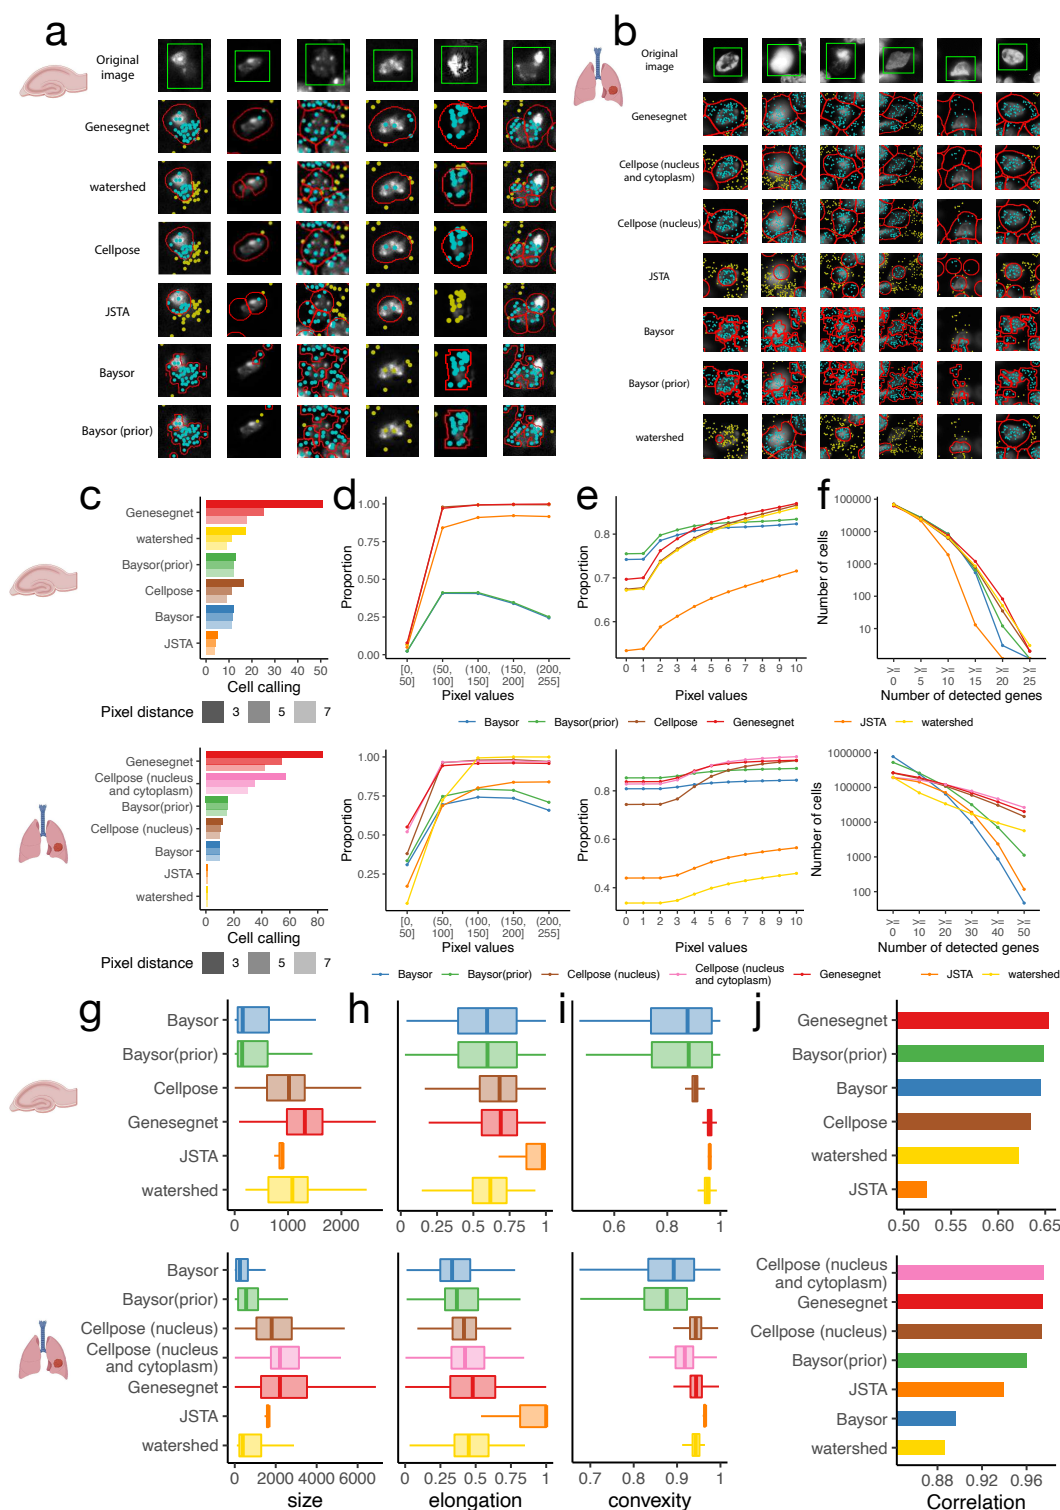 a
Original
image
Genesegnet
watershed
Cellpose
JSTA
Baysor
Baysor (prior)
b
Original
image
Genesegnet
Cellpose (nucleus
and cytoplasm)
Cellpose (nucleus)
JSTA
Baysor
Baysor (prior)
watershed
c
Genesegnet
watershed
Baysor(prior)
Cellpose
Baysor
JSTA
0 10 20 30 40 50
Cell calling
Pixel distance 3 5 7
d
Proportion
1.00
0.75
0.50
0.25
0.00
[0, 50]
(50, 100]
(100, 150]
(150, 200]
(200, 255]
Pixel values
e
Proportion
0.8
0.7
0.6
0 1 2 3 4 5 6 7 8 9 10
Pixel values
f
Number of cells
100000
10000
1000
100
10
>= 0
>= 5
>= 10
>= 15
>= 20
>= 25
Number of detected genes
Baysor Baysor(prior) Cellpose Genesegnet JSTA watershed
Genesegnet
Cellpose (nucleus
and cytoplasm)
Baysor(prior)
Cellpose (nucleus)
Baysor
JSTA
watershed
0 20 40 60 80
Cell calling
Pixel distance 3 5 7
Proportion
1.00
0.75
0.50
0.25
[0, 50]
(50, 100]
(100, 150]
(150, 200]
(200, 255]
Pixel values
Proportion
0.8
0.6
0.4
0 1 2 3 4 5 6 7 8 9 10
Pixel values
Number of cells
1000000
100000
10000
1000
100
>= 0
>= 10
>= 20
>= 30
>= 40
>= 50
Number of detected genes
Baysor Baysor(prior) Cellpose (nucleus) Cellpose (nucleus and cytoplasm) Genesegnet JSTA watershed
g
Baysor
Baysor(prior)
Cellpose
Genesegnet
JSTA
watershed
0 1000 2000
h
0 0.25 0.5 0.75 1
i
0.6 0.8 1
j
Genesegnet
Baysor(prior)
Baysor
Cellpose
watershed
JSTA
0.50 0.55 0.60 0.65
Baysor
Baysor(prior)
Cellpose (nucleus)
Cellpose (nucleus
and cytoplasm)
Genesegnet
JSTA
watershed
0 2000 4000 6000
size
0 0.25 0.5 0.75 1
elongation
0.7 0.8 0.9 1
convexity
Cellpose (nucleus
and cytoplasm)
Genesegnet
Cellpose (nucleus)
Baysor(prior)
JSTA
Baysor
watershed
0.88 0.92 0.96
Correlation